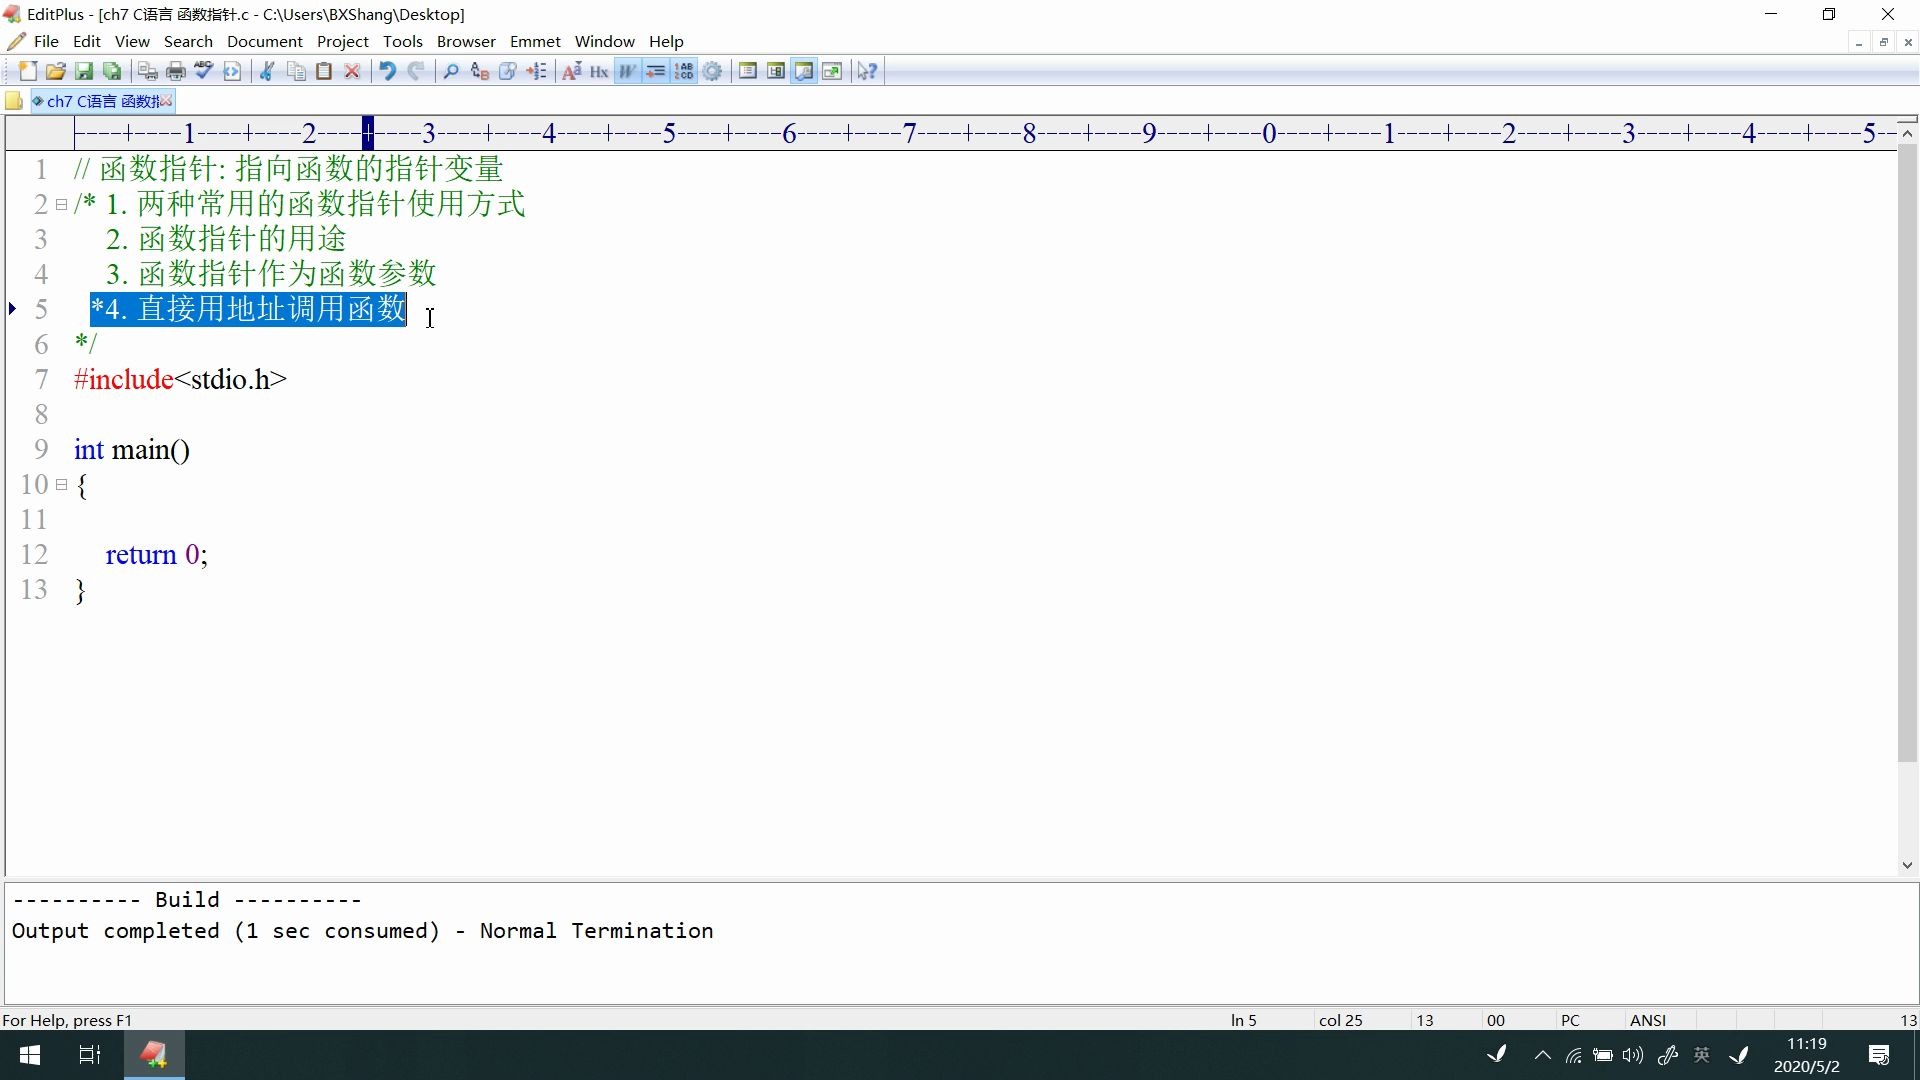 EditPlus - [ch7 C语言 函数指针.c - C:\Users\BXShang\Desktop]
File Edit View Search Document Project Tools Browser Emmet Window Help
ch7 C语言 函数指
----+----1----+----2----+----3----+----4----+----5----+----6----+----7----+----8----+----9----+----0----+----1----+----2----+----3----+----4----+----5--
1 // 函数指针: 指向函数的指针变量
2 /* 1. 两种常用的函数指针使用方式
3 2. 函数指针的用途
4 3. 函数指针作为函数参数
5 *4. 直接用地址调用函数
6 */
7 #include<stdio.h>
8
9 int main()
10 {
11
12 return 0;
13 }
---------- Build ----------
Output completed (1 sec consumed) - Normal Termination
For Help, press F1 ln 5 col 25 13 00 PC ANSI 13
英
11:19
2020/5/2